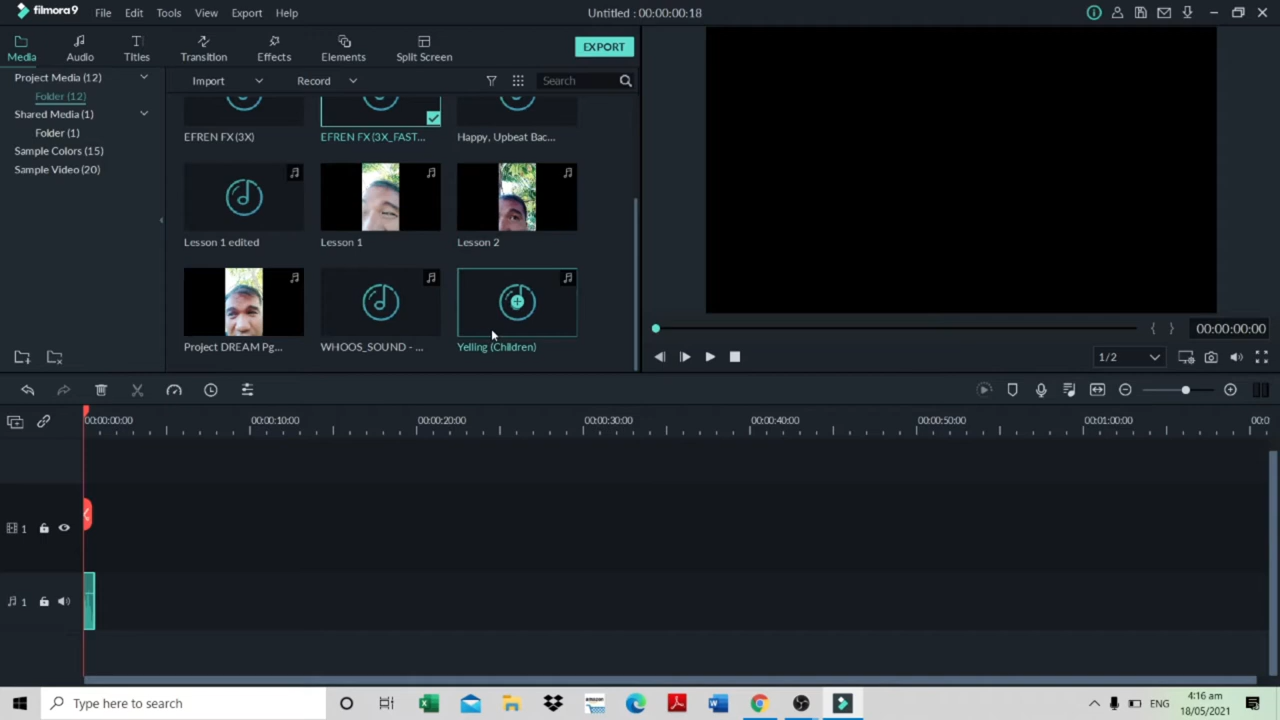 filmora 9 File Edit Tools View Export Help Untitled : 00:00:00:18
Media Audio Titles Transition Effects Elements Split Screen EXPORT
Project Media (12) Import Record Search
Folder (12)
Shared Media (1)
Folder (1)
Sample Colors (15)
Sample Video (20)
EFREN FX (3X) EFREN FX (3X_FAST... Happy, Upbeat Bac...
Lesson 1 edited Lesson 1 Lesson 2
Project DREAM Pg... WHOOS_SOUND - ... Yelling (Children)
00:00:00:00
1/2
00:00:00:00 00:00:10:00 00:00:20:00 00:00:30:00 00:00:40:00 00:00:50:00 00:01:00:00 00:0
1
1
Type here to search ENG 4:16 am
18/05/2021